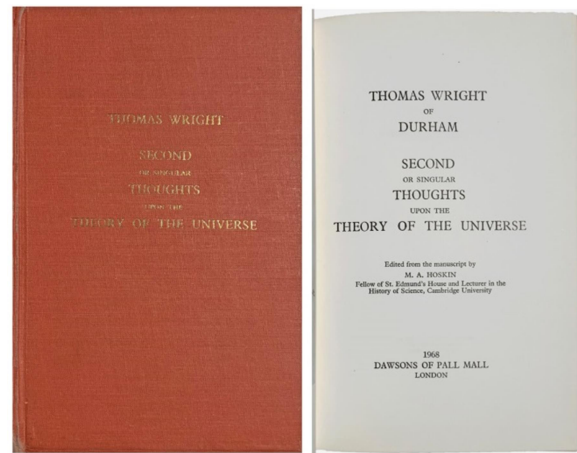 THOMAS WRIGHT
SECOND
OR SINGULAR
THOUGHTS
UPON THE
THEORY OF THE UNIVERSE
THOMAS WRIGHT
OF
DURHAM
SECOND
OR SINGULAR
THOUGHTS
UPON THE
THEORY OF THE UNIVERSE
Edited from the manuscript by
M. A. HOSKIN
Fellow of St. Edmund's House and Lecturer in the
History of Science, Cambridge University
1968
DAWSONS OF PALL MALL
LONDON